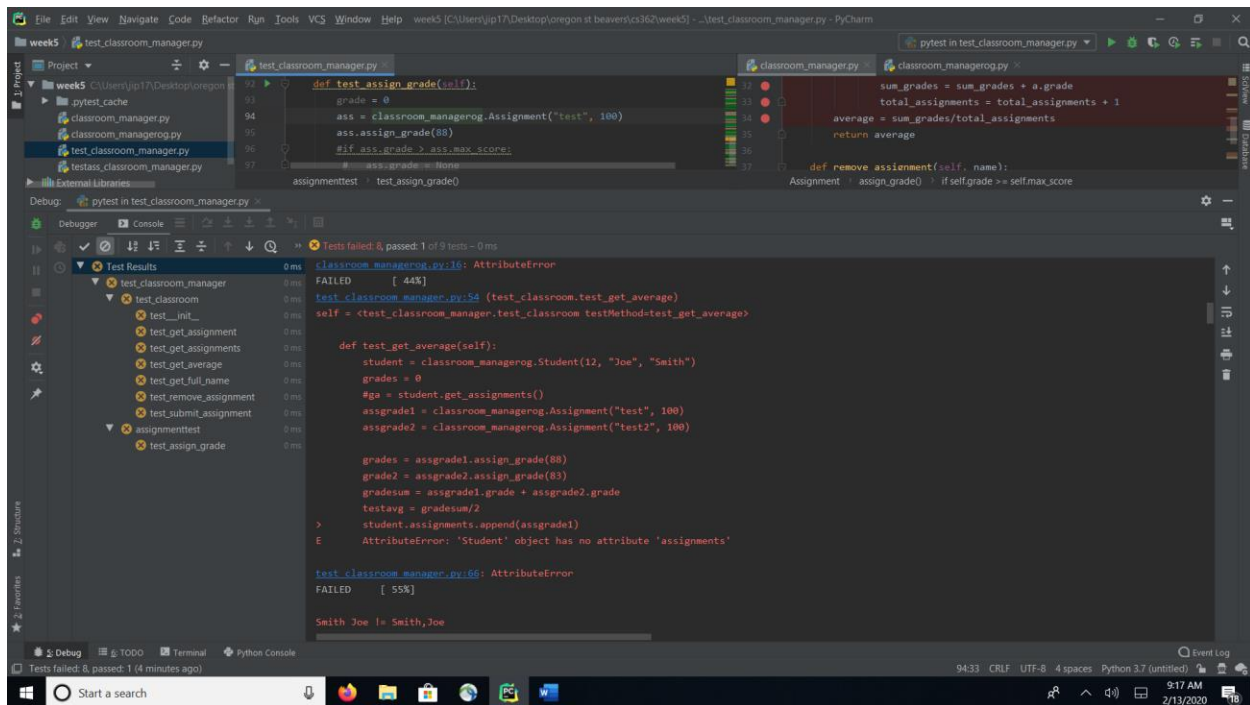 File Edit View Navigate Code Refactor Run Tools VCS Window Help week5 [C:\Users\jip17\Desktop\oregon st beavers\cs362\week5] - ...\test_classroom_manager.py - PyCharm
week5 test_classroom_manager.py
pytest in test_classroom_manager.py
1: Project
Project
week5 C:\Users\jip17\Desktop\oregon st
.pytest_cache
classroom_manager.py
classroom_managerog.py
test_classroom_manager.py
testass_classroom_manager.py
External Libraries
test_classroom_manager.py
92 def test_assign_grade(self):
93 grade = 0
94 ass = classroom_managerog.Assignment("test", 100)
95 ass.assign_grade(88)
96 #if ass.grade > ass.max_score:
97 # ass.grade = None
assignmenttest test_assign_grade()
classroom_manager.py classroom_managerog.py
32 sum_grades = sum_grades + a.grade
33 total_assignments = total_assignments + 1
34 average = sum_grades/total_assignments
35 return average
36
37 def remove_assignment(self, name):
Assignment assign_grade() if self.grade >= self.max_score
SciView
Database
Debug: pytest in test_classroom_manager.py
Debugger Console
Tests failed: 8, passed: 1 of 9 tests – 0 ms
Test Results 0 ms
test_classroom_manager 0 ms
test_classroom 0 ms
test__init_ 0 ms
test_get_assignment 0 ms
test_get_assignments 0 ms
test_get_average 0 ms
test_get_full_name 0 ms
test_remove_assignment 0 ms
test_submit_assignment 0 ms
assignmenttest 0 ms
test_assign_grade 0 ms
classroom_managerog.py:16: AttributeError
FAILED [ 44%]
test_classroom_manager.py:54 (test_classroom.test_get_average)
self = <test_classroom_manager.test_classroom testMethod=test_get_average>
def test_get_average(self):
student = classroom_managerog.Student(12, "Joe", "Smith")
grades = 0
#ga = student.get_assignments()
assgrade1 = classroom_managerog.Assignment("test", 100)
assgrade2 = classroom_managerog.Assignment("test2", 100)
grades = assgrade1.assign_grade(88)
grade2 = assgrade2.assign_grade(83)
gradesum = assgrade1.grade + assgrade2.grade
testavg = gradesum/2
> student.assignments.append(assgrade1)
E AttributeError: 'Student' object has no attribute 'assignments'
test_classroom_manager.py:66: AttributeError
FAILED [ 55%]
Smith Joe != Smith,Joe
Z: Structure
2: Favorites
5: Debug 6: TODO Terminal Python Console Event Log
Tests failed: 8, passed: 1 (4 minutes ago) 94:33 CRLF UTF-8 4 spaces Python 3.7 (untitled)
Start a search
9:17 AM
2/13/2020
18